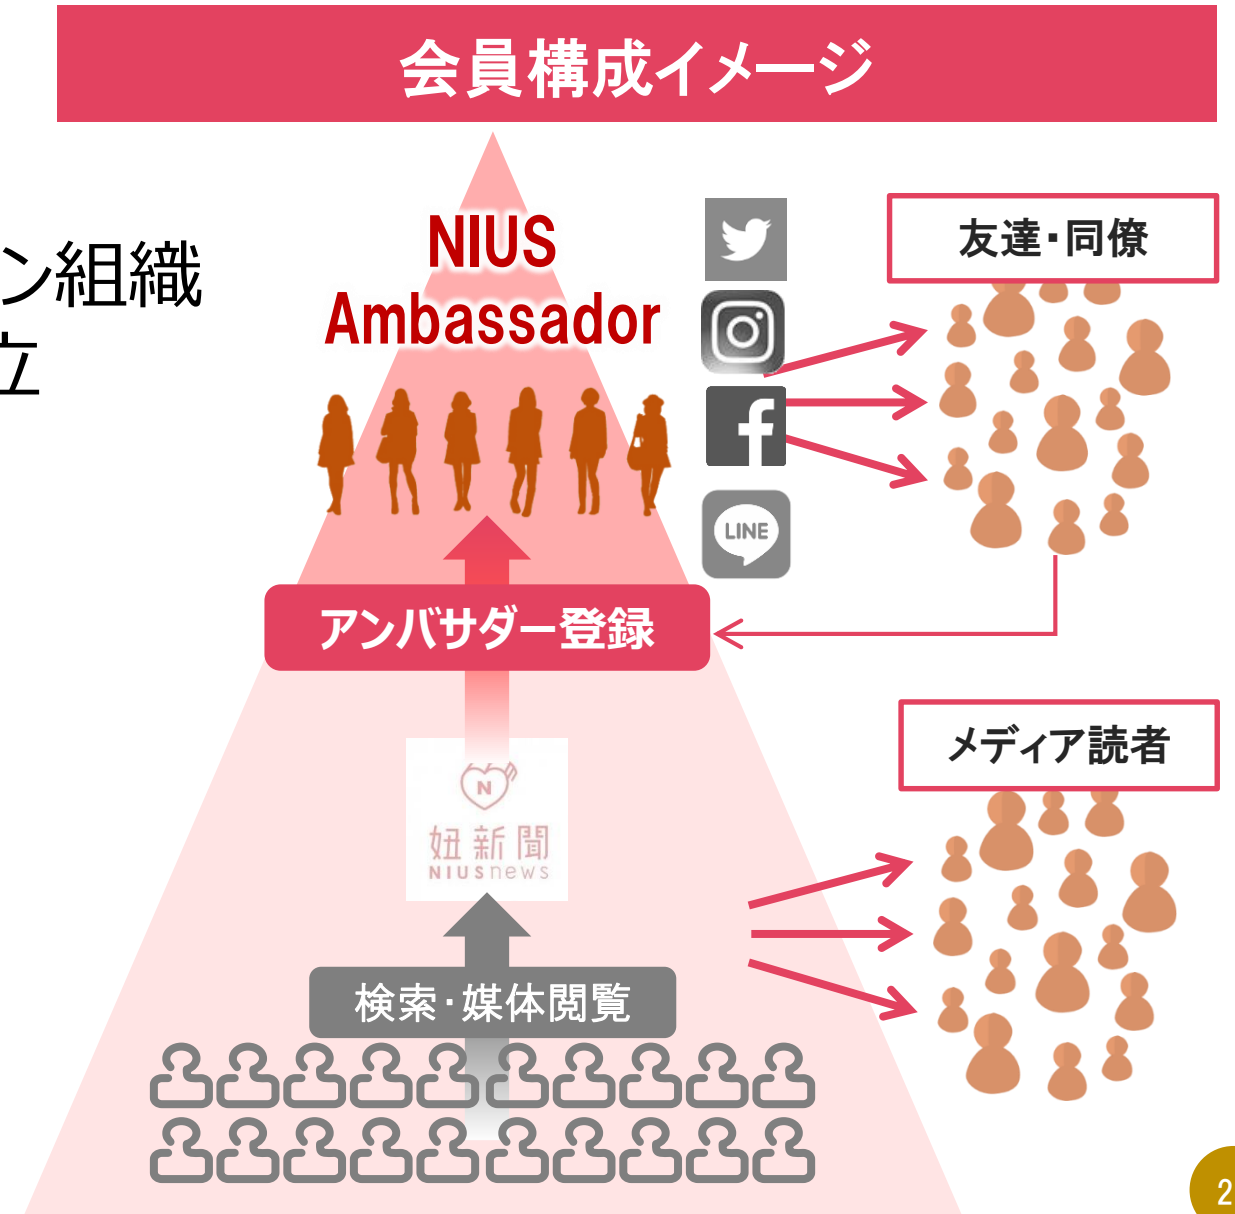 会員構成イメージ
ン組織
立
NIUS
Ambassador
友達・同僚
LINE
アンバサダー登録
メディア読者
N
妞新聞
NIUSnews
検索・媒体閲覧
2